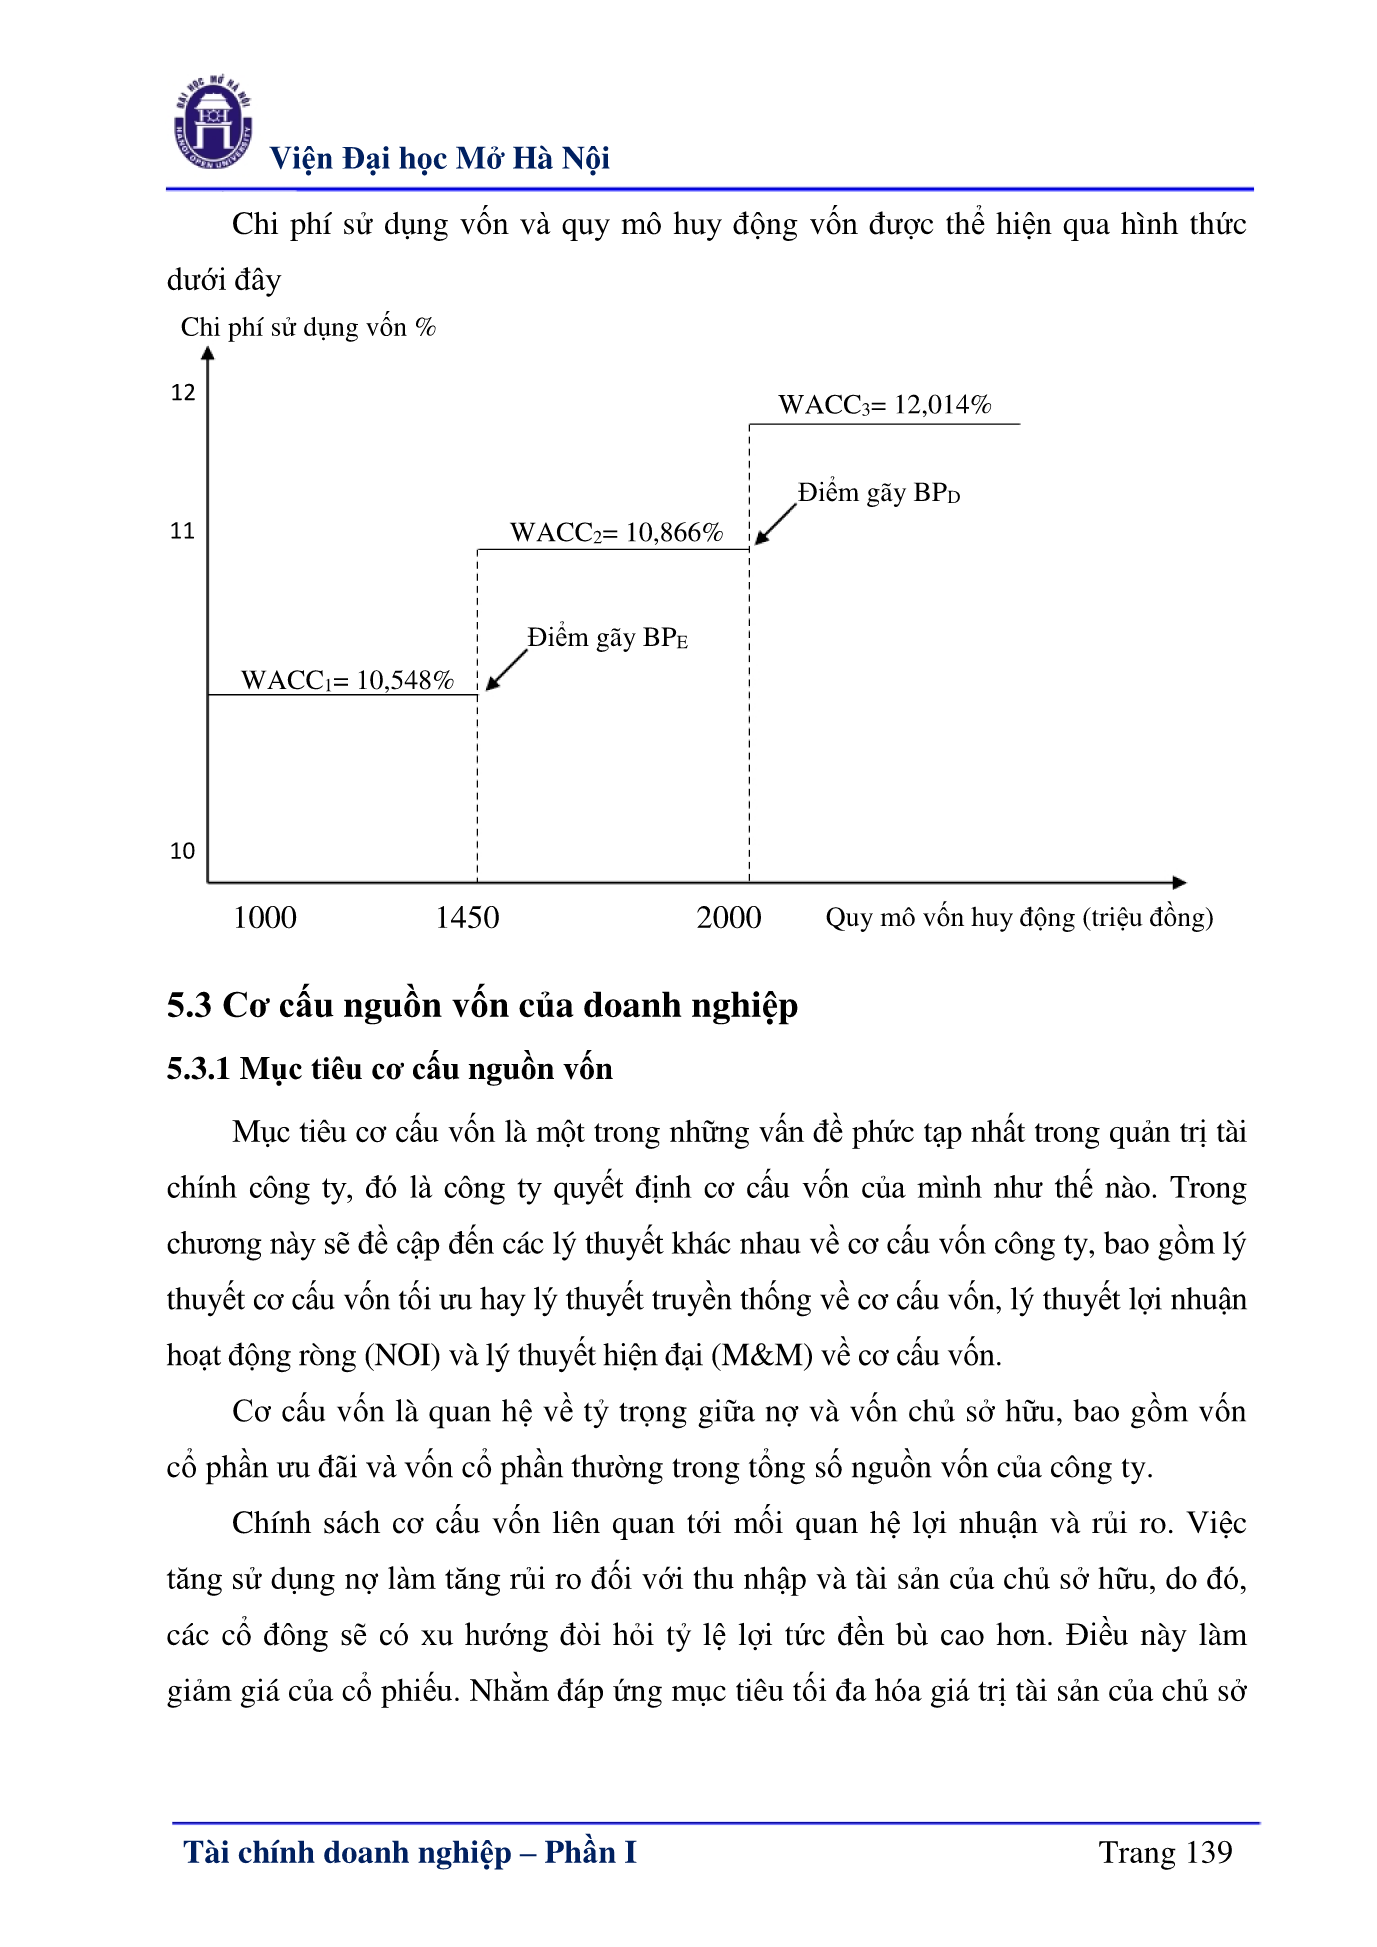 ĐẠI HỌC MỞ HÀ NỘI
HANOI OPEN UNIVERSITY
Viện Đại học Mở Hà Nội
Chi phí sử dụng vốn và quy mô huy động vốn được thể hiện qua hình thức
dưới đây
Chi phí sử dụng vốn %
12
WACC3= 12,014%
Điểm gãy BPD
11
WACC2= 10,866%
Điểm gãy BPE
WACC1= 10,548%
10
1000 1450 2000 Quy mô vốn huy động (triệu đồng)
5.3 Cơ cấu nguồn vốn của doanh nghiệp
5.3.1 Mục tiêu cơ cấu nguồn vốn
Mục tiêu cơ cấu vốn là một trong những vấn đề phức tạp nhất trong quản trị tài
chính công ty, đó là công ty quyết định cơ cấu vốn của mình như thế nào. Trong
chương này sẽ đề cập đến các lý thuyết khác nhau về cơ cấu vốn công ty, bao gồm lý
thuyết cơ cấu vốn tối ưu hay lý thuyết truyền thống về cơ cấu vốn, lý thuyết lợi nhuận
hoạt động ròng (NOI) và lý thuyết hiện đại (M&M) về cơ cấu vốn.
Cơ cấu vốn là quan hệ về tỷ trọng giữa nợ và vốn chủ sở hữu, bao gồm vốn
cổ phần ưu đãi và vốn cổ phần thường trong tổng số nguồn vốn của công ty.
Chính sách cơ cấu vốn liên quan tới mối quan hệ lợi nhuận và rủi ro. Việc
tăng sử dụng nợ làm tăng rủi ro đối với thu nhập và tài sản của chủ sở hữu, do đó,
các cổ đông sẽ có xu hướng đòi hỏi tỷ lệ lợi tức đền bù cao hơn. Điều này làm
giảm giá của cổ phiếu. Nhằm đáp ứng mục tiêu tối đa hóa giá trị tài sản của chủ sở
Tài chính doanh nghiệp – Phần I Trang 139